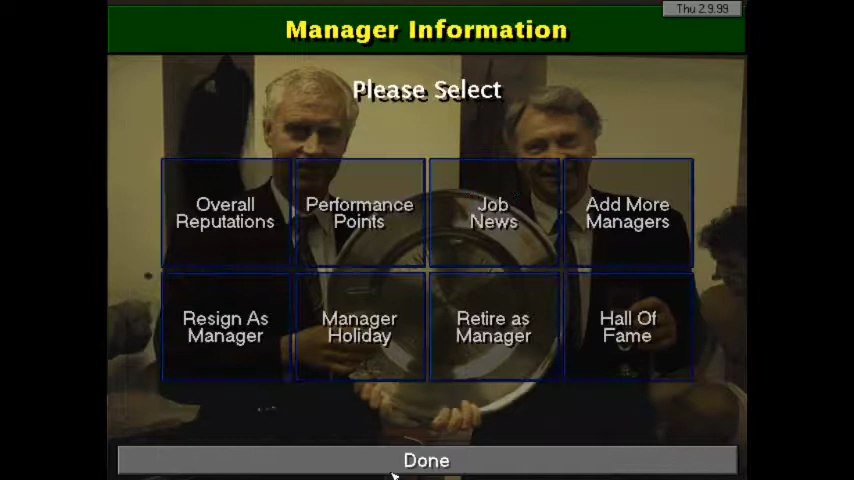 Thu 2.9.99
Manager Information
Please Select
Overall
Reputations
Performance
Points
Job
News
Add More
Managers
Resign As
Manager
Manager
Holiday
Retire as
Manager
Hall Of
Fame
Done